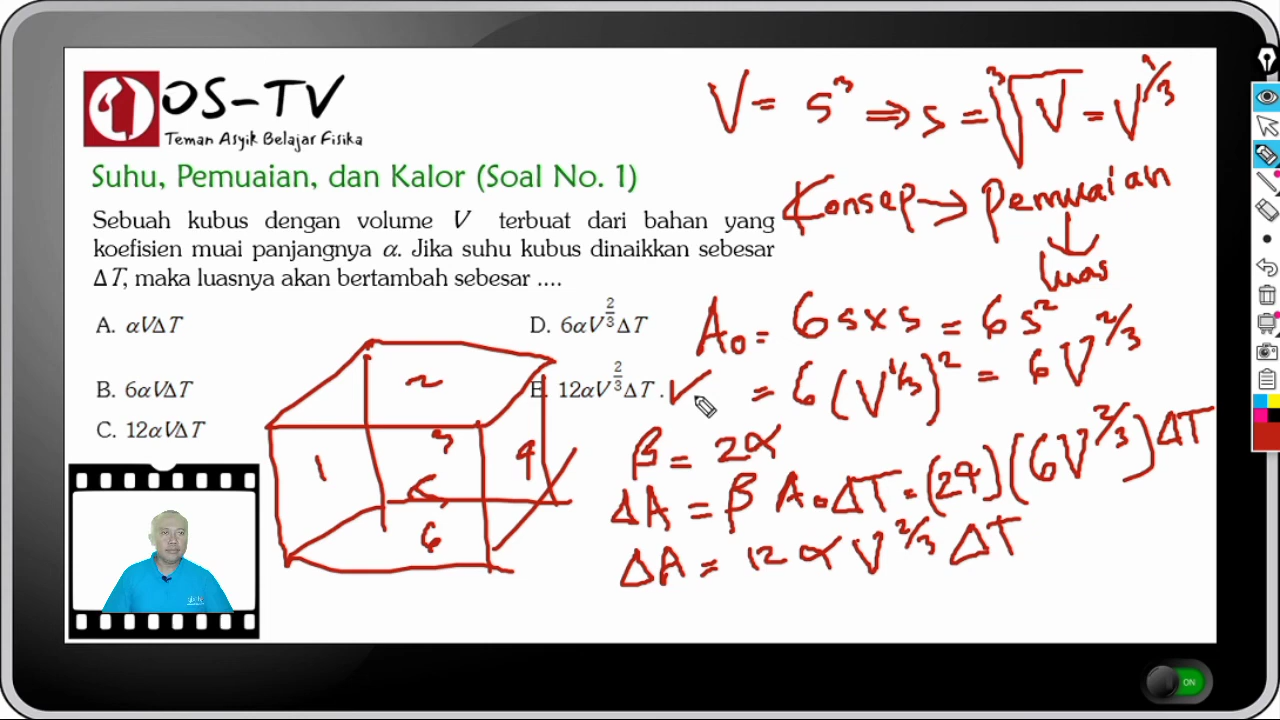 OS-TV
Teman Asyik Belajar Fisika
Suhu, Pemuaian, dan Kalor (Soal No. 1)
Sebuah kubus dengan volume V terbuat dari bahan yang
koefisien muai panjangnya α. Jika suhu kubus dinaikkan sebesar
ΔT, maka luasnya akan bertambah sebesar ....
A. αVΔT
B. 6αVΔT
C. 12αVΔT
D. 6αV^(2/3)ΔT
E. 12αV^(2/3)ΔT.
V = s³ ⇒ s = ∛V = V^(1/3)
Konsep → Pemuaian
↓
luas
A₀ = 6 s × s = 6 s²
= 6 (V^(1/3))² = 6 V^(2/3)
β = 2α
ΔA = β A₀ ΔT = (2α)(6V^(2/3)) ΔT
ΔA = 12 α V^(2/3) ΔT
2
3
1
4
6
ON